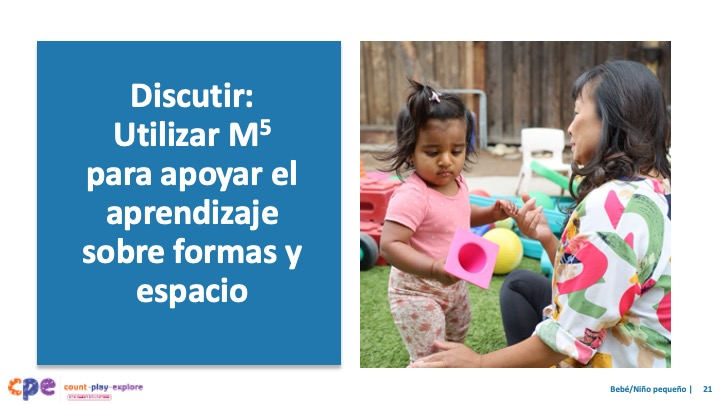 Discutir:
Utilizar M⁵
para apoyar el
aprendizaje
sobre formas y
espacio
cpe count-play-explore
Bebé/Niño pequeño | 21